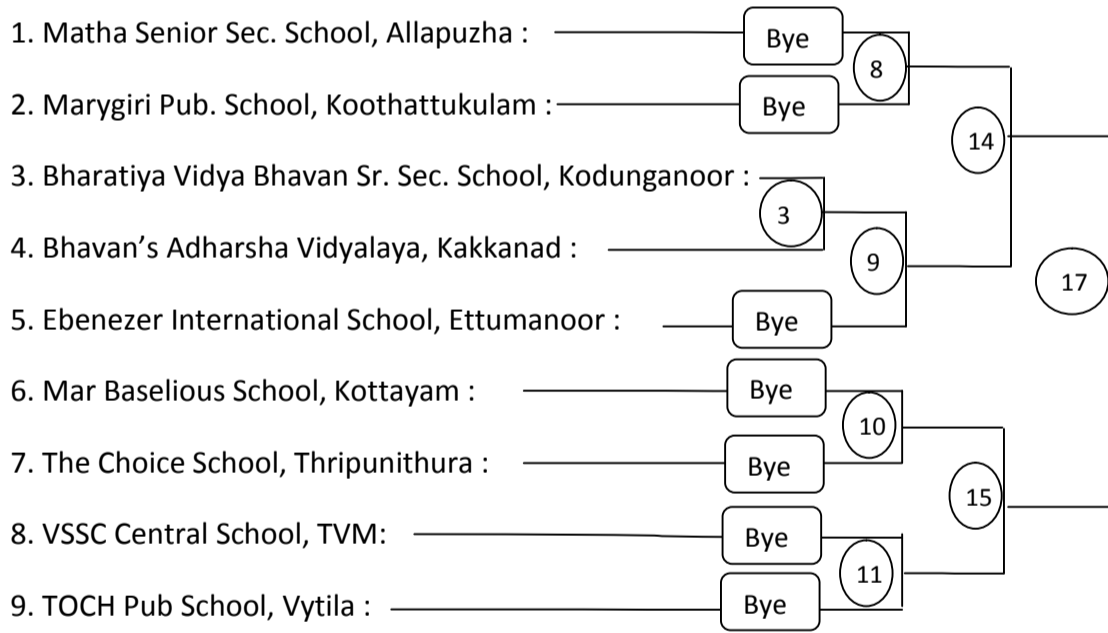 1. Matha Senior Sec. School, Allapuzha : Bye
8
2. Marygiri Pub. School, Koothattukulam : Bye
14
3. Bharatiya Vidya Bhavan Sr. Sec. School, Kodunganoor :
3
4. Bhavan’s Adharsha Vidyalaya, Kakkanad :
9
17
5. Ebenezer International School, Ettumanoor : Bye
6. Mar Baselious School, Kottayam : Bye
10
7. The Choice School, Thripunithura : Bye
15
8. VSSC Central School, TVM: Bye
11
9. TOCH Pub School, Vytila : Bye